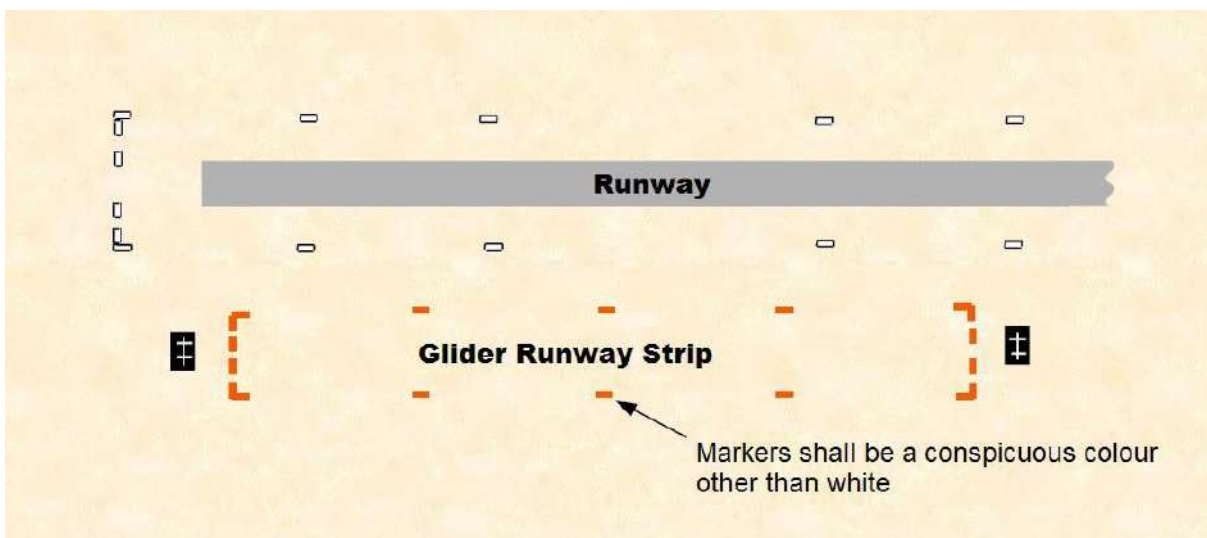 Runway
Glider Runway Strip
Markers shall be a conspicuous colour
other than white